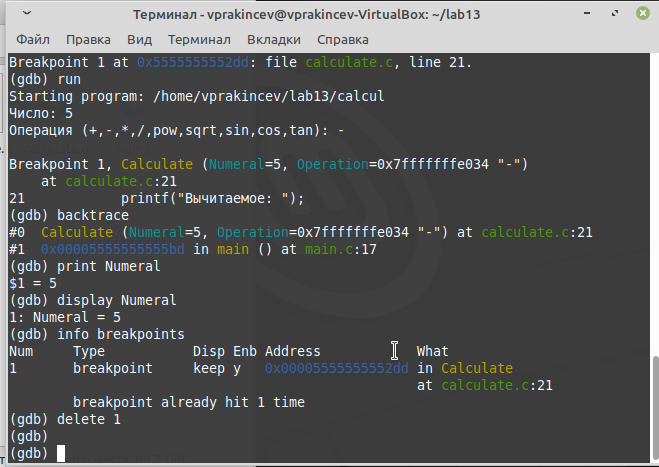 Терминал - vprakincev@vprakincev-VirtualBox: ~/lab13
Файл Правка Вид Терминал Вкладки Справка
Breakpoint 1 at 0x5555555552dd: file calculate.c, line 21.
(gdb) run
Starting program: /home/vprakincev/lab13/calcul
Число: 5
Операция (+,-,*,/,pow,sqrt,sin,cos,tan): -
Breakpoint 1, Calculate (Numeral=5, Operation=0x7fffffffe034 "-")
at calculate.c:21
21 printf("Вычитаемое: ");
(gdb) backtrace
#0 Calculate (Numeral=5, Operation=0x7fffffffe034 "-") at calculate.c:21
#1 0x00005555555555bd in main () at main.c:17
(gdb) print Numeral
$1 = 5
(gdb) display Numeral
1: Numeral = 5
(gdb) info breakpoints
Num Type Disp Enb Address What
1 breakpoint keep y 0x00005555555552dd in Calculate
at calculate.c:21
breakpoint already hit 1 time
(gdb) delete 1
(gdb)
(gdb)